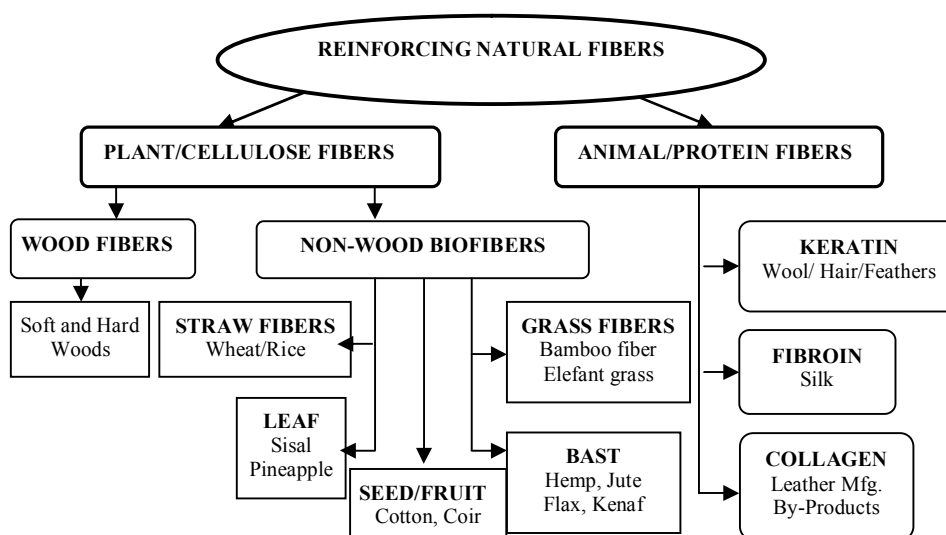 REINFORCING NATURAL FIBERS
PLANT/CELLULOSE FIBERS
ANIMAL/PROTEIN FIBERS
WOOD FIBERS
NON-WOOD BIOFIBERS
KERATIN
Wool/ Hair/Feathers
Soft and Hard
Woods
STRAW FIBERS
Wheat/Rice
GRASS FIBERS
Bamboo fiber
Elefant grass
FIBROIN
Silk
LEAF
Sisal
Pineapple
SEED/FRUIT
Cotton, Coir
BAST
Hemp, Jute
Flax, Kenaf
COLLAGEN
Leather Mfg.
By-Products